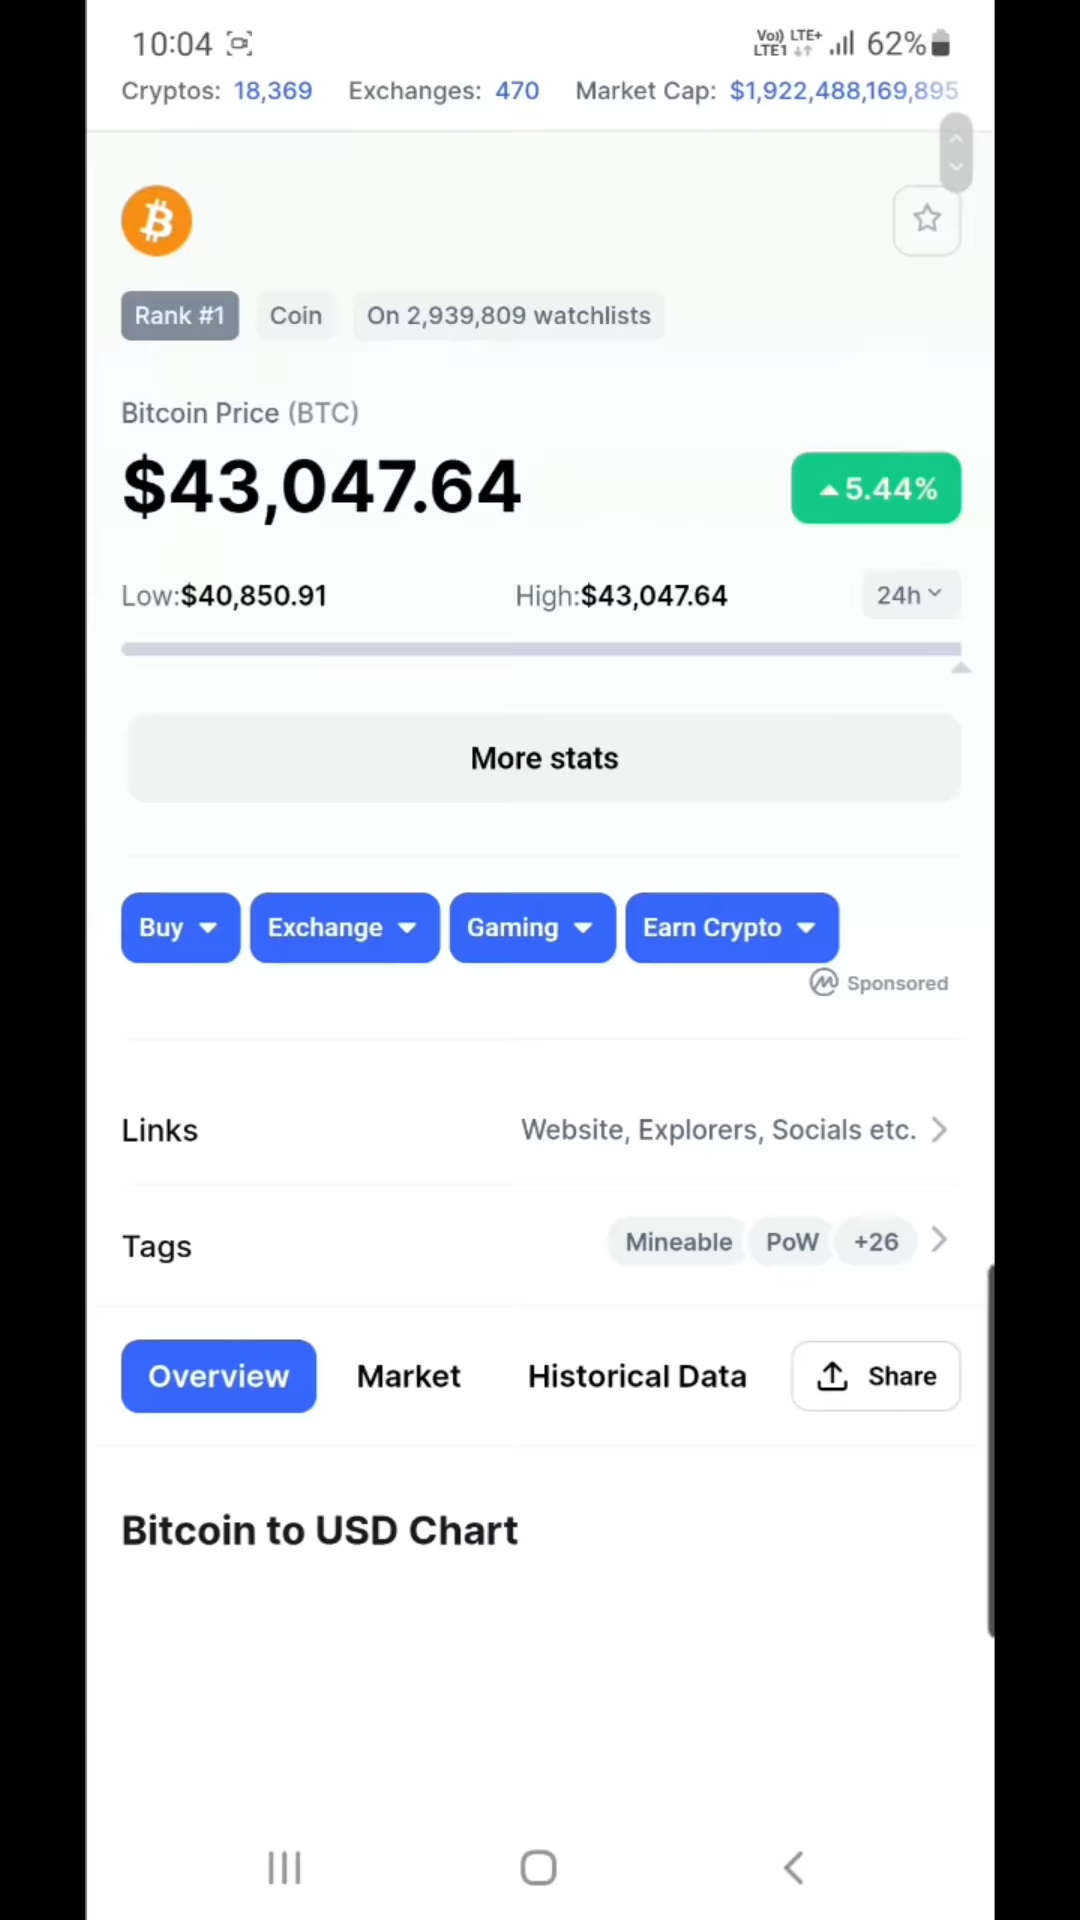 10:04 Vo)) LTE+ LTE1 62%
Cryptos: 18,369 Exchanges: 470 Market Cap: $1,922,488,169,895
Rank #1 Coin On 2,939,809 watchlists
Bitcoin Price (BTC)
$43,047.64 5.44%
Low:$40,850.91 High:$43,047.64 24h
More stats
Buy Exchange Gaming Earn Crypto
Sponsored
Links Website, Explorers, Socials etc.
Tags Mineable PoW +26
Overview Market Historical Data Share
Bitcoin to USD Chart